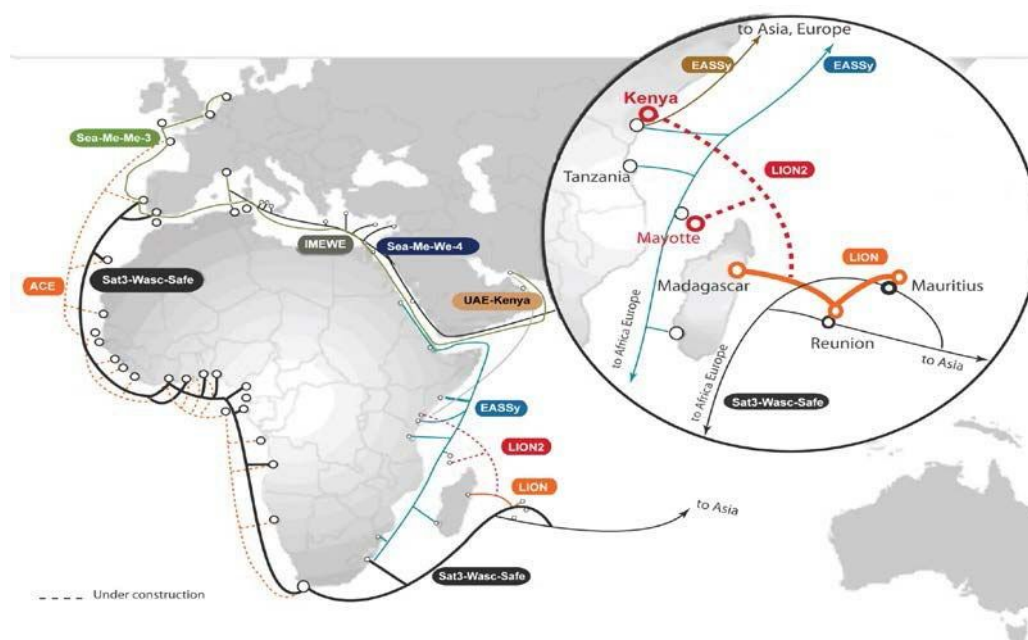 to Asia, Europe
EASSy
EASSy
Kenya
Sea-Me-Me-3
LION2
Tanzania
Mayotte
IMEWE
Sea-Me-We-4
LION
Sat3-Wasc-Safe
ACE
UAE-Kenya
Madagascar
Mauritius
Reunion
to Africa Europe
to Africa Europe
to Asia
Sat3-Wasc-Safe
EASSy
LION2
LION
to Asia
Sat3-Wasc-Safe
Under construction